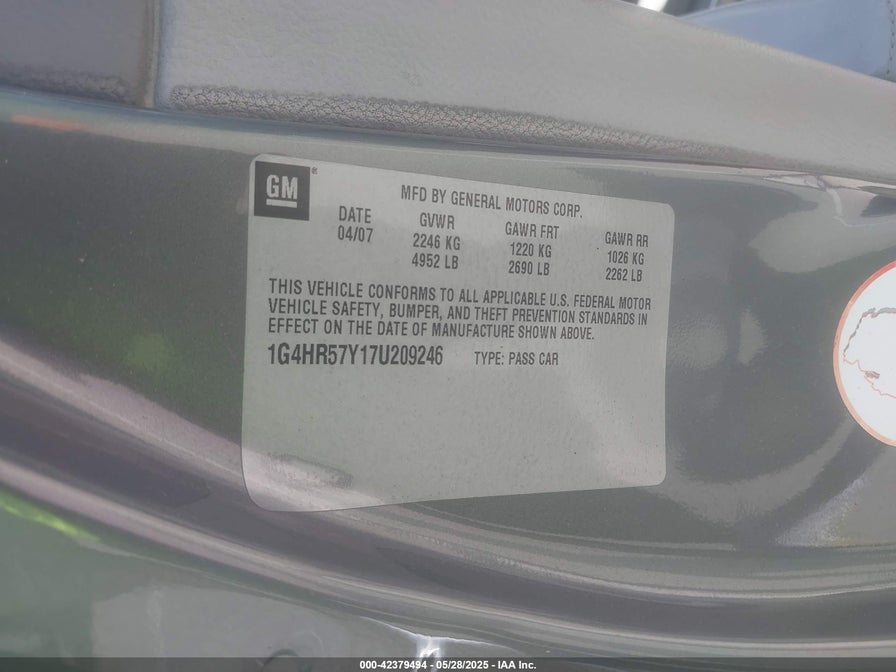 GM
MFD BY GENERAL MOTORS CORP.
DATE GVWR GAWR FRT GAWR RR
04/07 2246 KG 1220 KG 1026 KG
4952 LB 2690 LB 2262 LB
THIS VEHICLE CONFORMS TO ALL APPLICABLE U.S. FEDERAL MOTOR
VEHICLE SAFETY, BUMPER, AND THEFT PREVENTION STANDARDS IN
EFFECT ON THE DATE OF MANUFACTURE SHOWN ABOVE.
1G4HR57Y17U209246 TYPE: PASS CAR
000-42379494 - 05/28/2025 - IAA Inc.